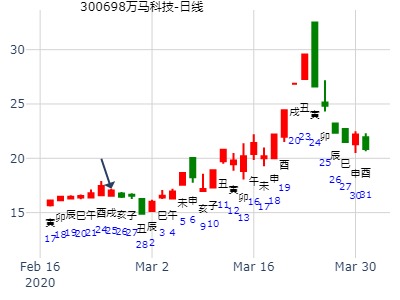 300698万马科技-日线
30
25
20
15
寅 卯 辰 巳 午 酉 戌 亥 子 丑 辰 巳 午 未 申 亥 子 丑 寅 卯 午 未 申 酉 戌 丑 寅 卯 辰 巳 申 酉
17 18 19 20 21 24 25 26 27 28 2 3 4 5 6 9 10 11 12 13 16 17 18 19 20 23 24 25 26 27 30 31
Feb 16 Mar 2 Mar 16 Mar 30
2020